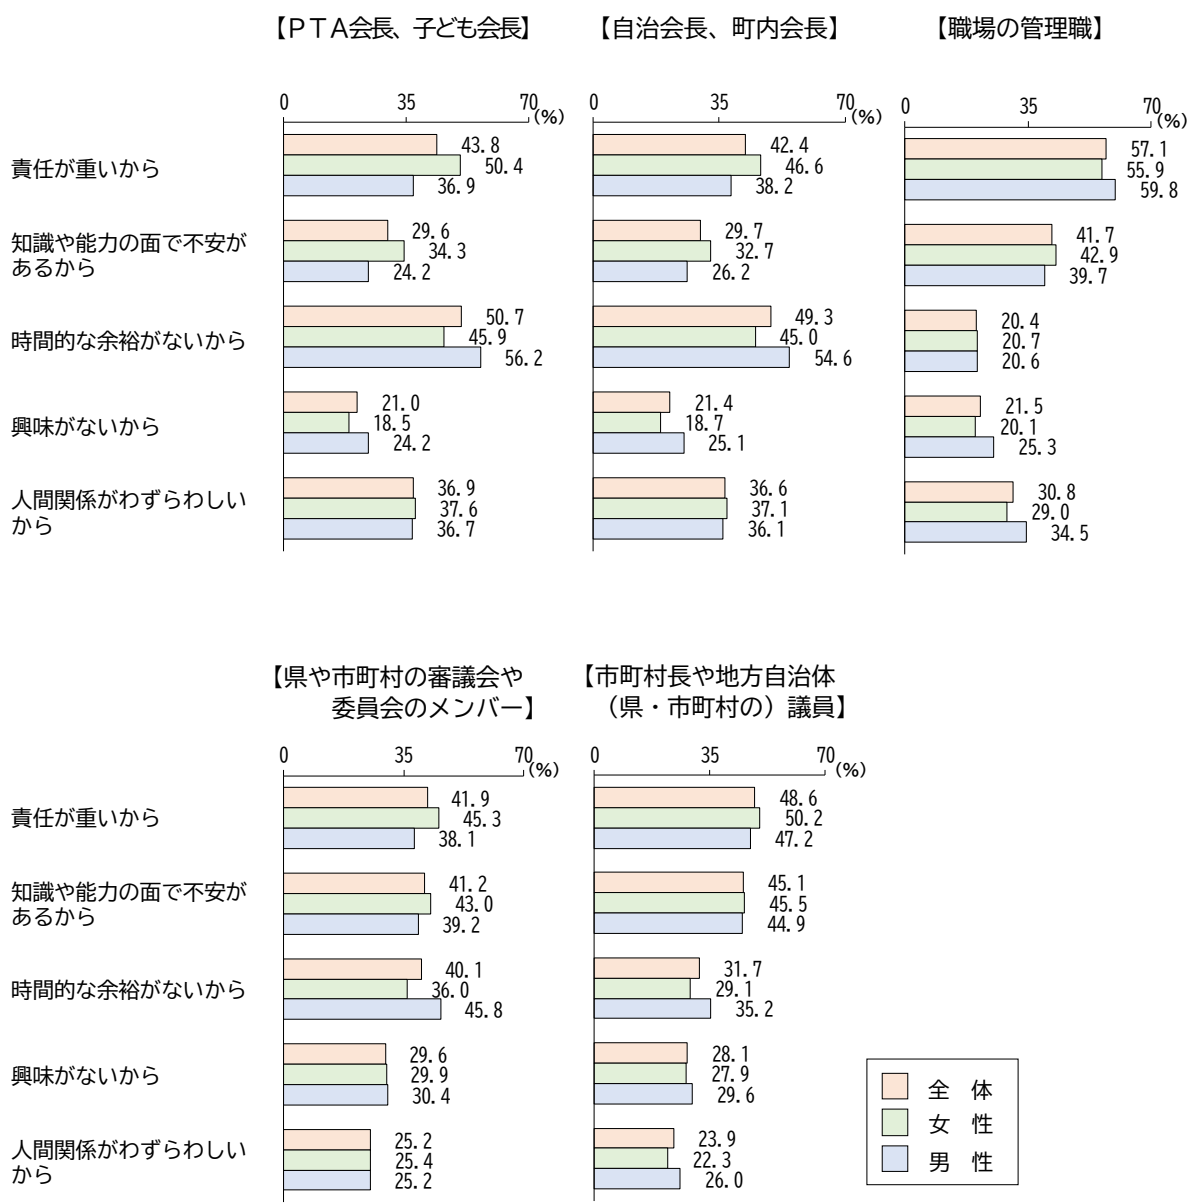 【ＰＴＡ会長、子ども会長】
【自治会長、町内会長】
【職場の管理職】
0 35 70 (%)
0 35 70 (%)
0 35 70 (%)
責任が重いから
43.8
50.4
36.9
42.4
46.6
38.2
57.1
55.9
59.8
知識や能力の面で不安が
あるから
29.6
34.3
24.2
29.7
32.7
26.2
41.7
42.9
39.7
時間的な余裕がないから
50.7
45.9
56.2
49.3
45.0
54.6
20.4
20.7
20.6
興味がないから
21.0
18.5
24.2
21.4
18.7
25.1
21.5
20.1
25.3
人間関係がわずらわしい
から
36.9
37.6
36.7
36.6
37.1
36.1
30.8
29.0
34.5
【県や市町村の審議会や
委員会のメンバー】
【市町村長や地方自治体
（県・市町村の）議員】
0 35 70 (%)
0 35 70 (%)
責任が重いから
41.9
45.3
38.1
48.6
50.2
47.2
知識や能力の面で不安が
あるから
41.2
43.0
39.2
45.1
45.5
44.9
時間的な余裕がないから
40.1
36.0
45.8
31.7
29.1
35.2
興味がないから
29.6
29.9
30.4
28.1
27.9
29.6
人間関係がわずらわしい
から
25.2
25.4
25.2
23.9
22.3
26.0
全　体
女　性
男　性